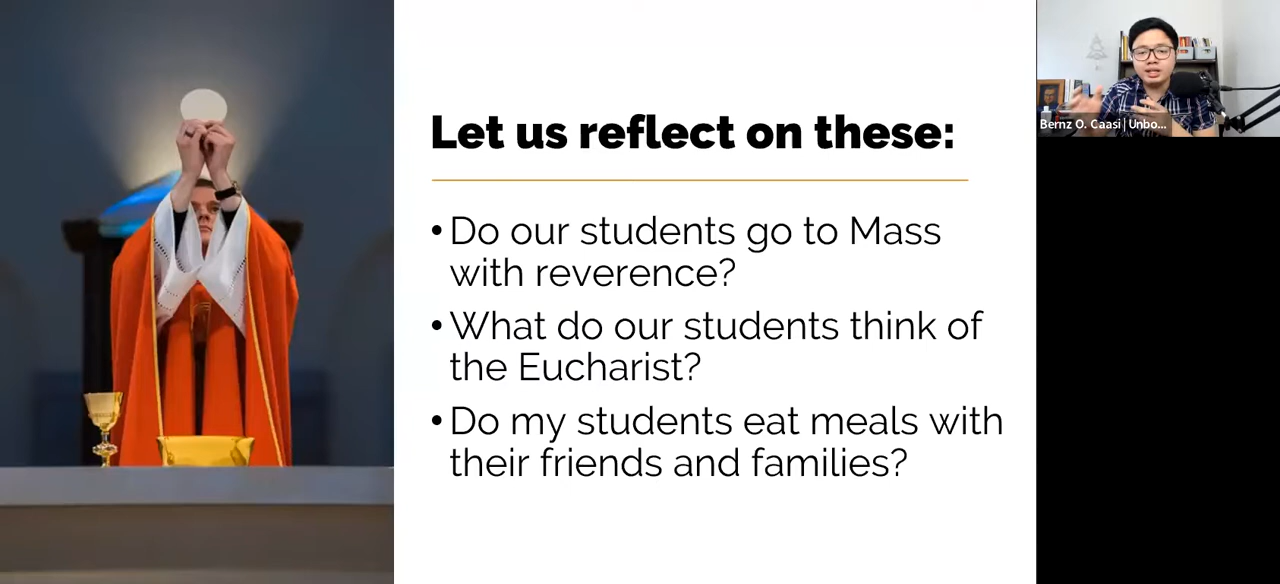 Let us reflect on these:
• Do our students go to Mass
with reverence?
• What do our students think of
the Eucharist?
• Do my students eat meals with
their friends and families?
Bernz O. Caasi | Unbo...